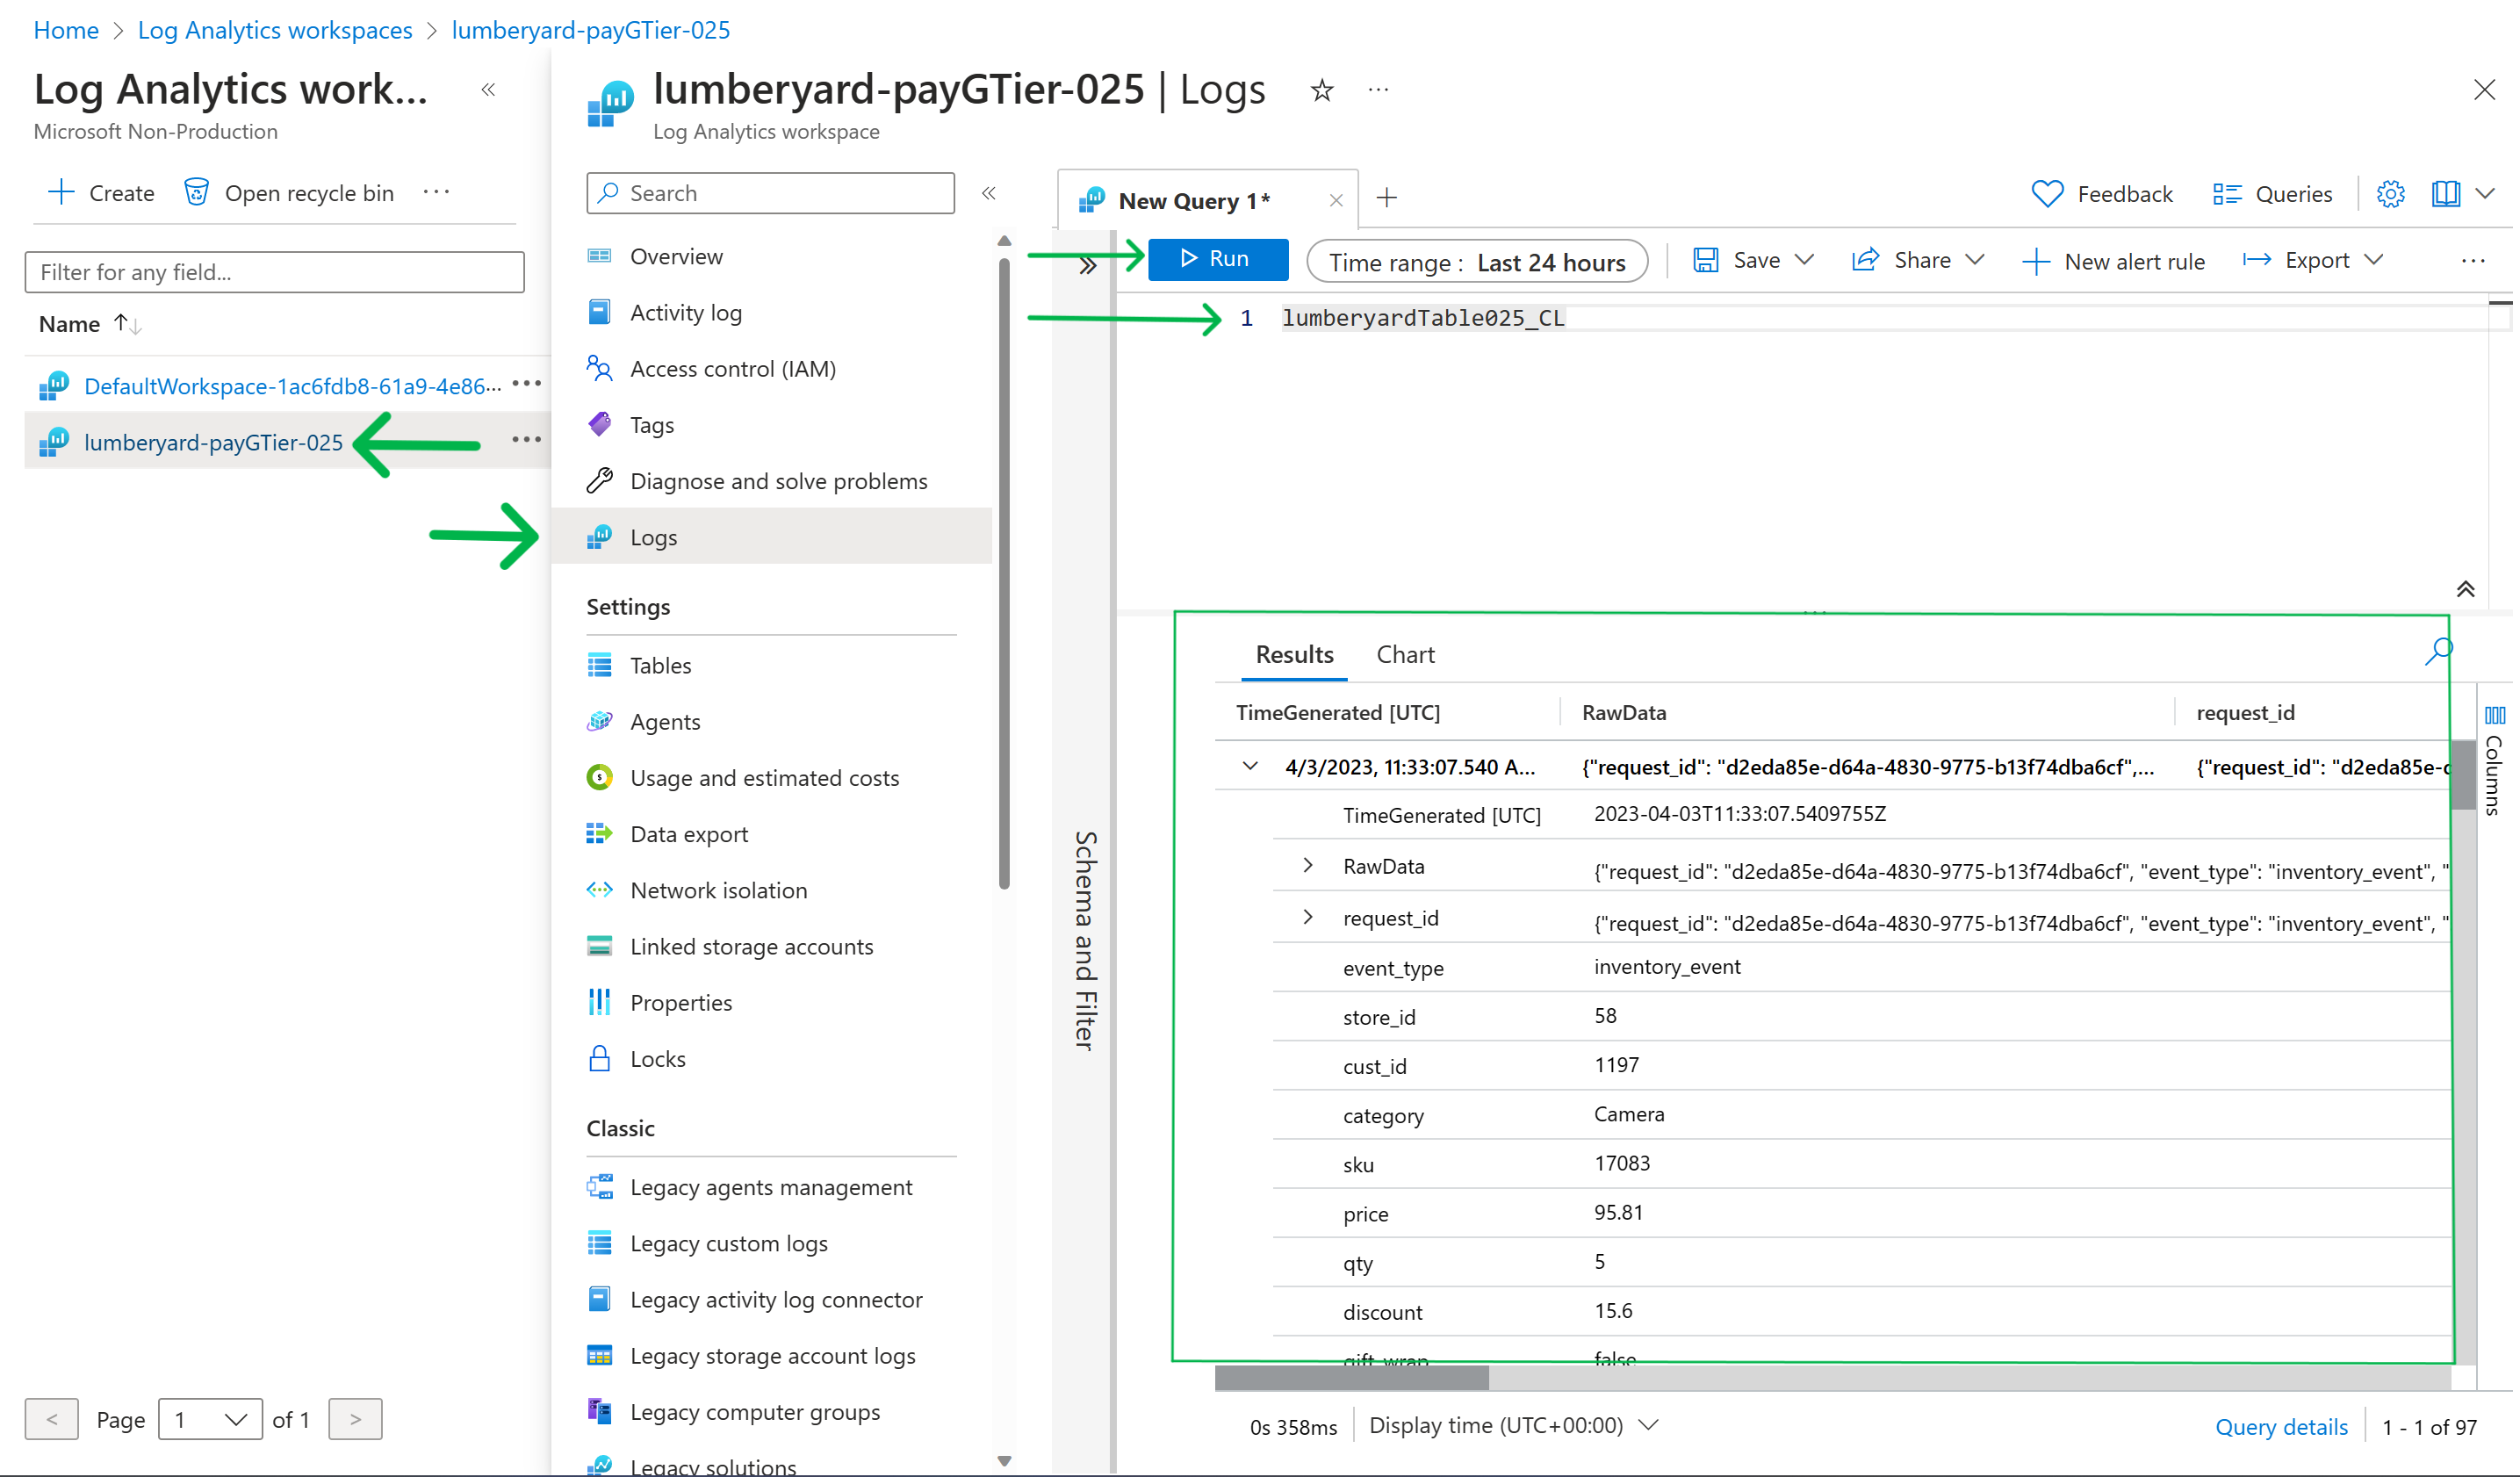 Home > Log Analytics workspaces > lumberyard-payGTier-025
Log Analytics work...
Microsoft Non-Production
Create
Open recycle bin
Filter for any field...
Name
DefaultWorkspace-1ac6fdb8-61a9-4e86...
lumberyard-payGTier-025
< Page 1 of 1 >
lumberyard-payGTier-025 | Logs
Log Analytics workspace
Search
Overview
Activity log
Access control (IAM)
Tags
Diagnose and solve problems
Logs
Settings
Tables
Agents
Usage and estimated costs
Data export
Network isolation
Linked storage accounts
Properties
Locks
Classic
Legacy agents management
Legacy custom logs
Legacy activity log connector
Legacy storage account logs
Legacy computer groups
Legacy solutions
New Query 1*
Feedback
Queries
Run
Time range : Last 24 hours
Save
Share
New alert rule
Export
1 lumberyardTable025_CL
Schema and Filter
Results
Chart
TimeGenerated [UTC] RawData request_id
4/3/2023, 11:33:07.540 A... {"request_id": "d2eda85e-d64a-4830-9775-b13f74dba6cf",... {"request_id": "d2eda85e-d
TimeGenerated [UTC] 2023-04-03T11:33:07.5409755Z
RawData {"request_id": "d2eda85e-d64a-4830-9775-b13f74dba6cf", "event_type": "inventory_event", "
request_id {"request_id": "d2eda85e-d64a-4830-9775-b13f74dba6cf", "event_type": "inventory_event", "
event_type inventory_event
store_id 58
cust_id 1197
category Camera
sku 17083
price 95.81
qty 5
discount 15.6
gift_wrap false
Columns
0s 358ms
Display time (UTC+00:00)
Query details
1 - 1 of 97